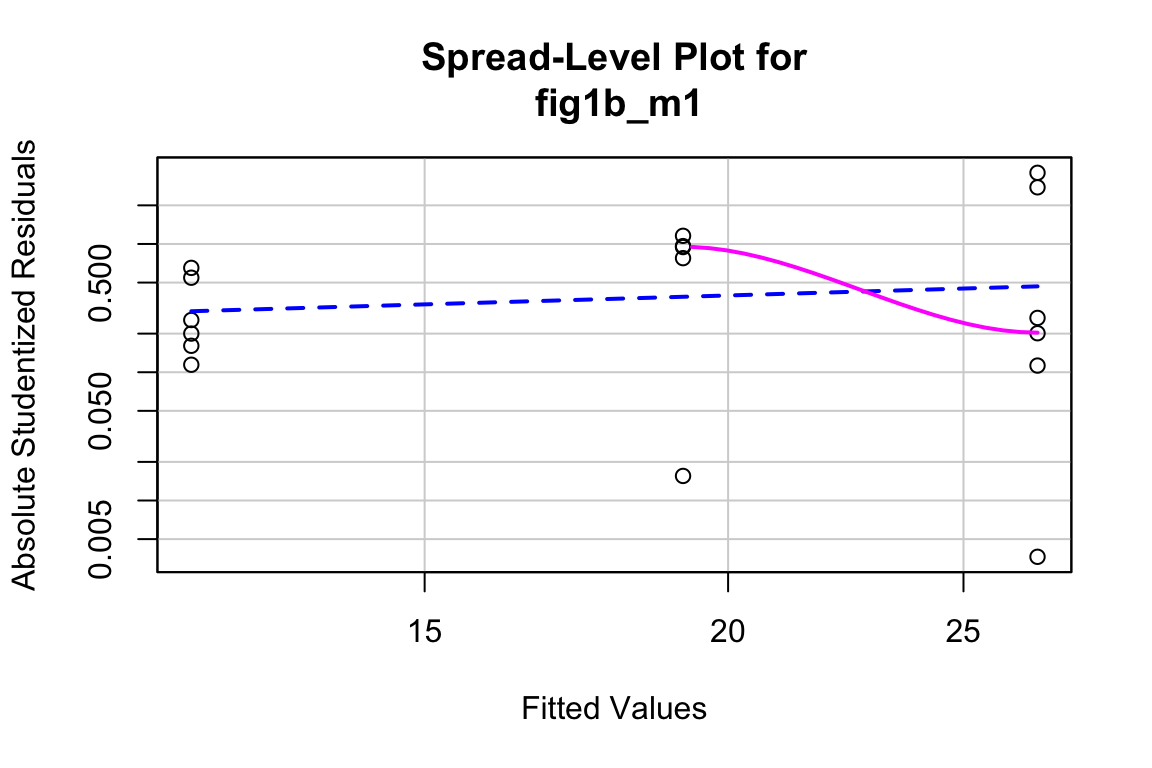 Spread-Level Plot for
fig1b_m1
Absolute Studentized Residuals
0.500
0.050
0.005
15 20 25
Fitted Values